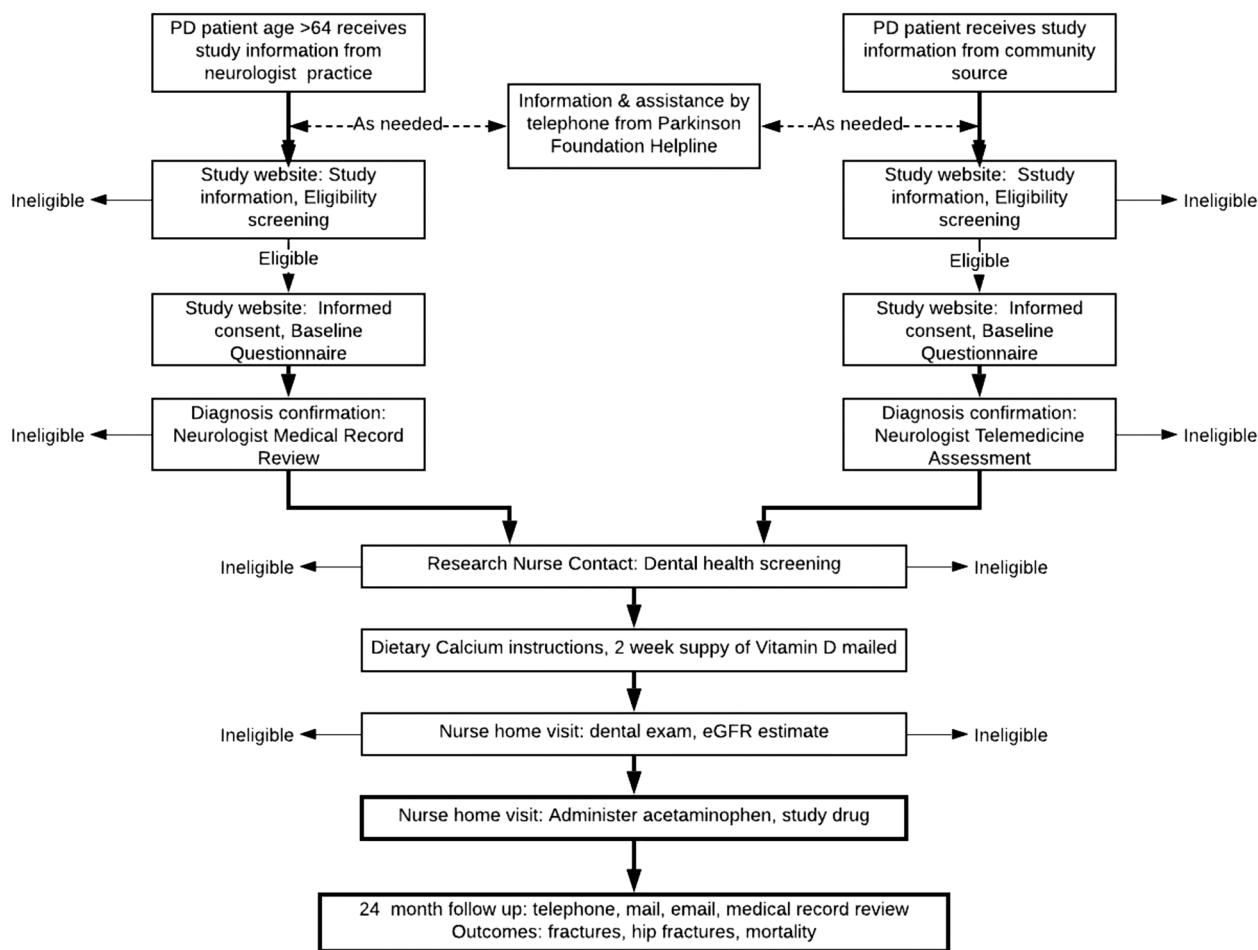 PD patient age >64 receives
study information from
neurologist practice
PD patient receives study
information from community
source
Information & assistance by
telephone from Parkinson
Foundation Helpline
As needed
As needed
Study website: Study
information, Eligibility
screening
Ineligible
Study website: Sstudy
information, Eligibility
screening
Ineligible
Eligible
Eligible
Study website: Informed
consent, Baseline
Questionnaire
Study website: Informed
consent, Baseline
Questionnaire
Diagnosis confirmation:
Neurologist Medical Record
Review
Ineligible
Diagnosis confirmation:
Neurologist Telemedicine
Assessment
Ineligible
Ineligible
Research Nurse Contact: Dental health screening
Ineligible
Dietary Calcium instructions, 2 week suppy of Vitamin D mailed
Ineligible
Nurse home visit: dental exam, eGFR estimate
Ineligible
Nurse home visit: Administer acetaminophen, study drug
24 month follow up: telephone, mail, email, medical record review
Outcomes: fractures, hip fractures, mortality